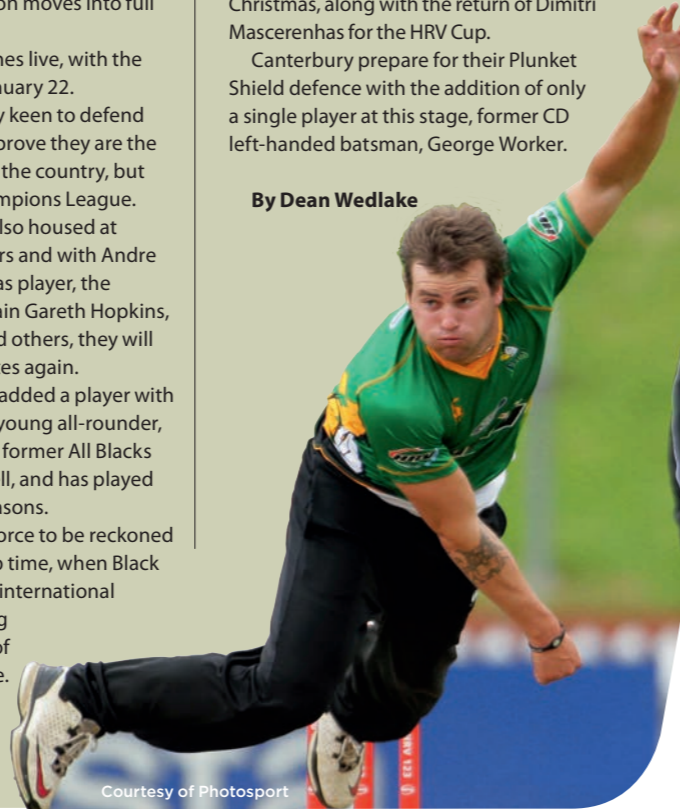 on moves into full
nes live, with the
nuary 22.
y keen to defend
prove they are the
the country, but
mpions League.
lso housed at
rs and with Andre
as player, the
ain Gareth Hopkins,
d others, they will
tes again.
added a player with
young all-rounder,
former All Blacks
ll, and has played
asons.
orce to be reckoned
o time, when Black
international
g
of
e.
Christmas, along with the return of Dimitri
Mascerenhas for the HRV Cup.
Canterbury prepare for their Plunket
Shield defence with the addition of only
a single player at this stage, former CD
left-handed batsman, George Worker.
By Dean Wedlake
Courtesy of Photosport